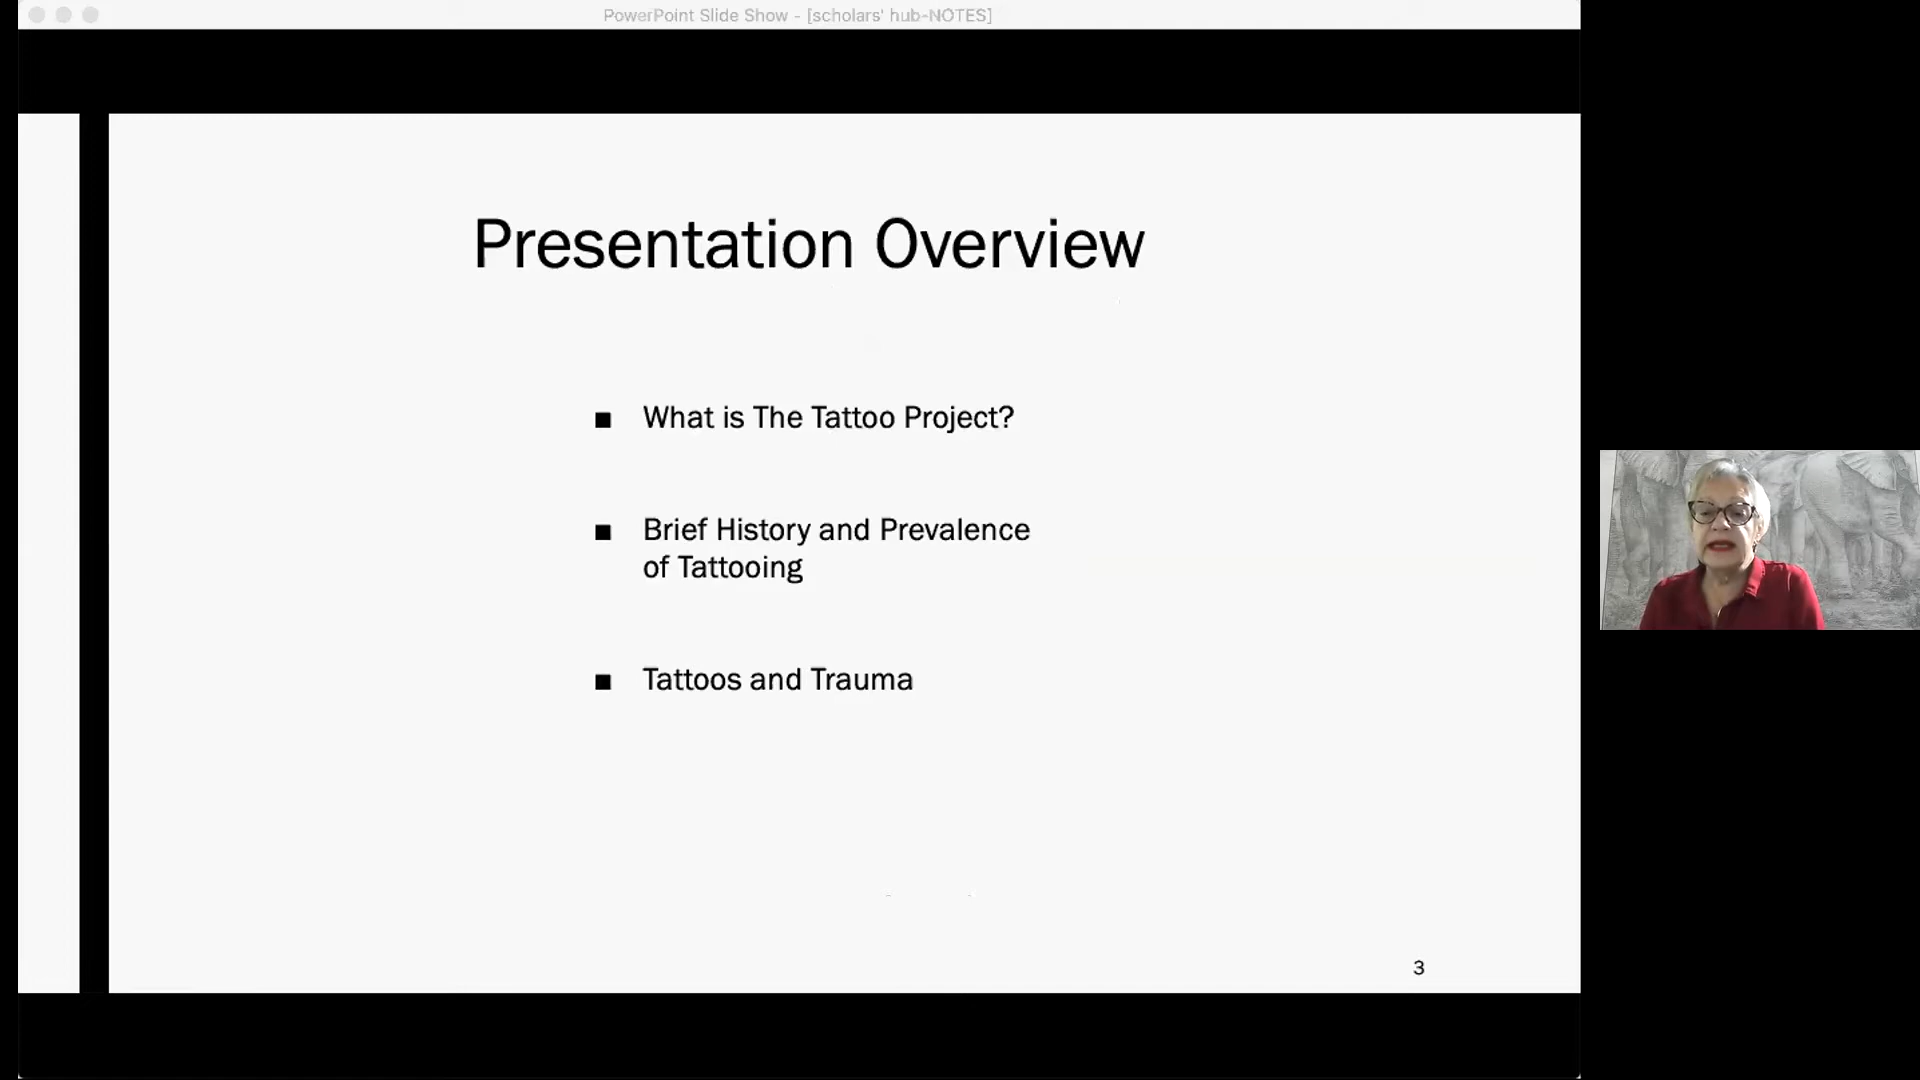 PowerPoint Slide Show - [scholars' hub-NOTES]
Presentation Overview
■ What is The Tattoo Project?
■ Brief History and Prevalence
of Tattooing
■ Tattoos and Trauma
3